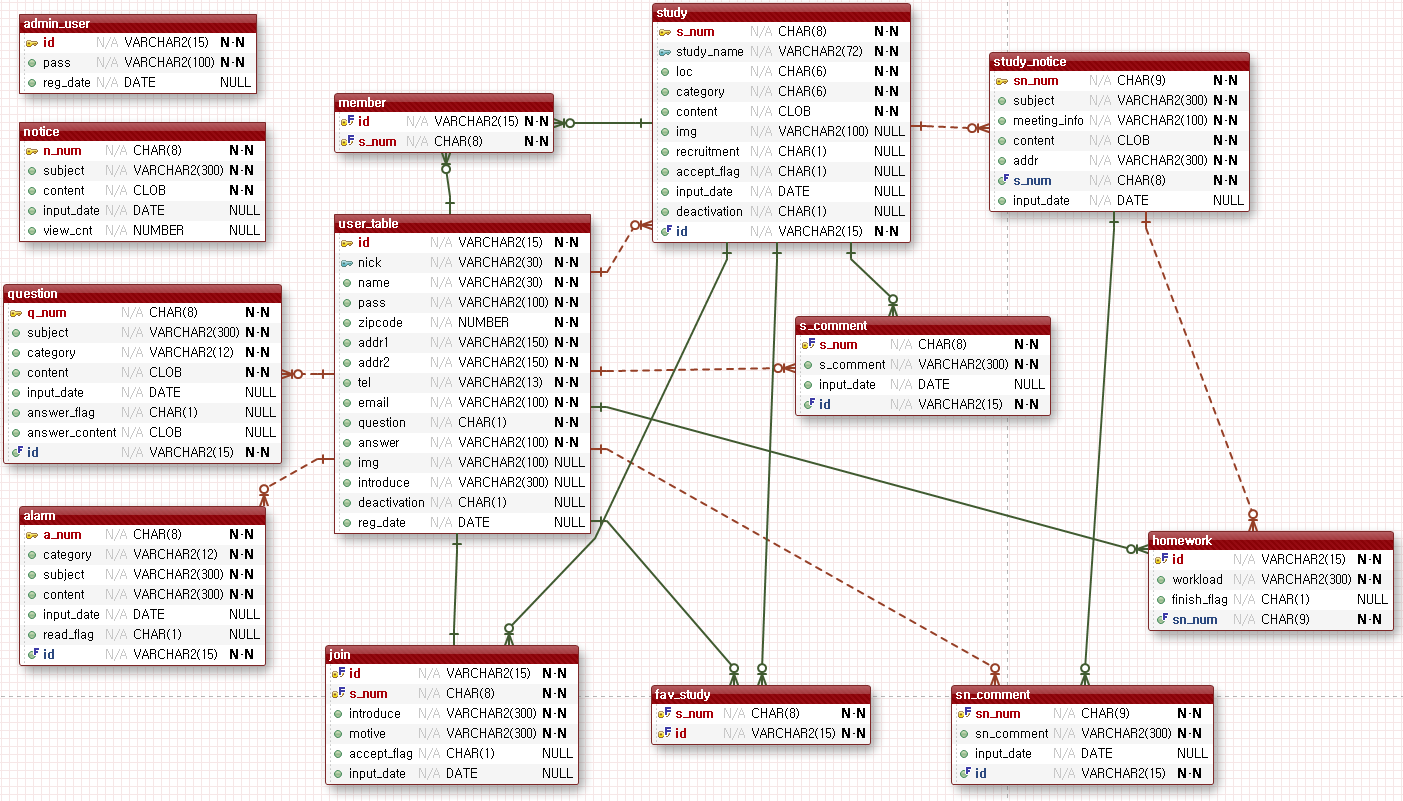 admin_user
id N/A VARCHAR2(15) N-N
pass N/A VARCHAR2(100) N-N
reg_date N/A DATE NULL
notice
n_num N/A CHAR(8) N-N
subject N/A VARCHAR2(300) N-N
content N/A CLOB N-N
input_date N/A DATE NULL
view_cnt N/A NUMBER NULL
question
q_num N/A CHAR(8) N-N
subject N/A VARCHAR2(300) N-N
category N/A VARCHAR2(12) N-N
content N/A CLOB N-N
input_date N/A DATE NULL
answer_flag N/A CHAR(1) NULL
answer_content N/A CLOB NULL
id N/A VARCHAR2(15) N-N
alarm
a_num N/A CHAR(8) N-N
category N/A VARCHAR2(12) N-N
subject N/A VARCHAR2(300) N-N
content N/A VARCHAR2(300) N-N
input_date N/A DATE NULL
read_flag N/A CHAR(1) NULL
id N/A VARCHAR2(15) N-N
member
id N/A VARCHAR2(15) N-N
s_num N/A CHAR(8) N-N
user_table
id N/A VARCHAR2(15) N-N
nick N/A VARCHAR2(30) N-N
name N/A VARCHAR2(30) N-N
pass N/A VARCHAR2(100) N-N
zipcode N/A NUMBER N-N
addr1 N/A VARCHAR2(150) N-N
addr2 N/A VARCHAR2(150) N-N
tel N/A VARCHAR2(13) N-N
email N/A VARCHAR2(100) N-N
question N/A CHAR(1) N-N
answer N/A VARCHAR2(100) N-N
img N/A VARCHAR2(100) NULL
introduce N/A VARCHAR2(300) NULL
deactivation N/A CHAR(1) NULL
reg_date N/A DATE NULL
join
id N/A VARCHAR2(15) N-N
s_num N/A CHAR(8) N-N
introduce N/A VARCHAR2(300) N-N
motive N/A VARCHAR2(300) N-N
accept_flag N/A CHAR(1) NULL
input_date N/A DATE NULL
study
s_num N/A CHAR(8) N-N
study_name N/A VARCHAR2(72) N-N
loc N/A CHAR(6) N-N
category N/A CHAR(6) N-N
content N/A CLOB N-N
img N/A VARCHAR2(100) NULL
recruitment N/A CHAR(1) NULL
accept_flag N/A CHAR(1) NULL
input_date N/A DATE NULL
deactivation N/A CHAR(1) NULL
id N/A VARCHAR2(15) N-N
s_comment
s_num N/A CHAR(8) N-N
s_comment N/A VARCHAR2(300) N-N
input_date N/A DATE NULL
id N/A VARCHAR2(15) N-N
fav_study
s_num N/A CHAR(8) N-N
id N/A VARCHAR2(15) N-N
study_notice
sn_num N/A CHAR(9) N-N
subject N/A VARCHAR2(300) N-N
meeting_info N/A VARCHAR2(100) N-N
content N/A CLOB N-N
addr N/A VARCHAR2(300) N-N
s_num N/A CHAR(8) N-N
input_date N/A DATE NULL
homework
id N/A VARCHAR2(15) N-N
workload N/A VARCHAR2(300) N-N
finish_flag N/A CHAR(1) NULL
sn_num N/A CHAR(9) N-N
sn_comment
sn_num N/A CHAR(9) N-N
sn_comment N/A VARCHAR2(300) N-N
input_date N/A DATE NULL
id N/A VARCHAR2(15) N-N